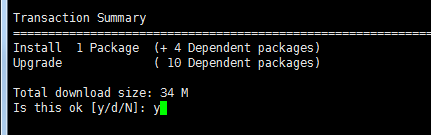 Transaction Summary
================================================================
Install  1 Package  (+ 4 Dependent packages)
Upgrade             ( 10 Dependent packages)
Total download size: 34 M
Is this ok [y/d/N]: y